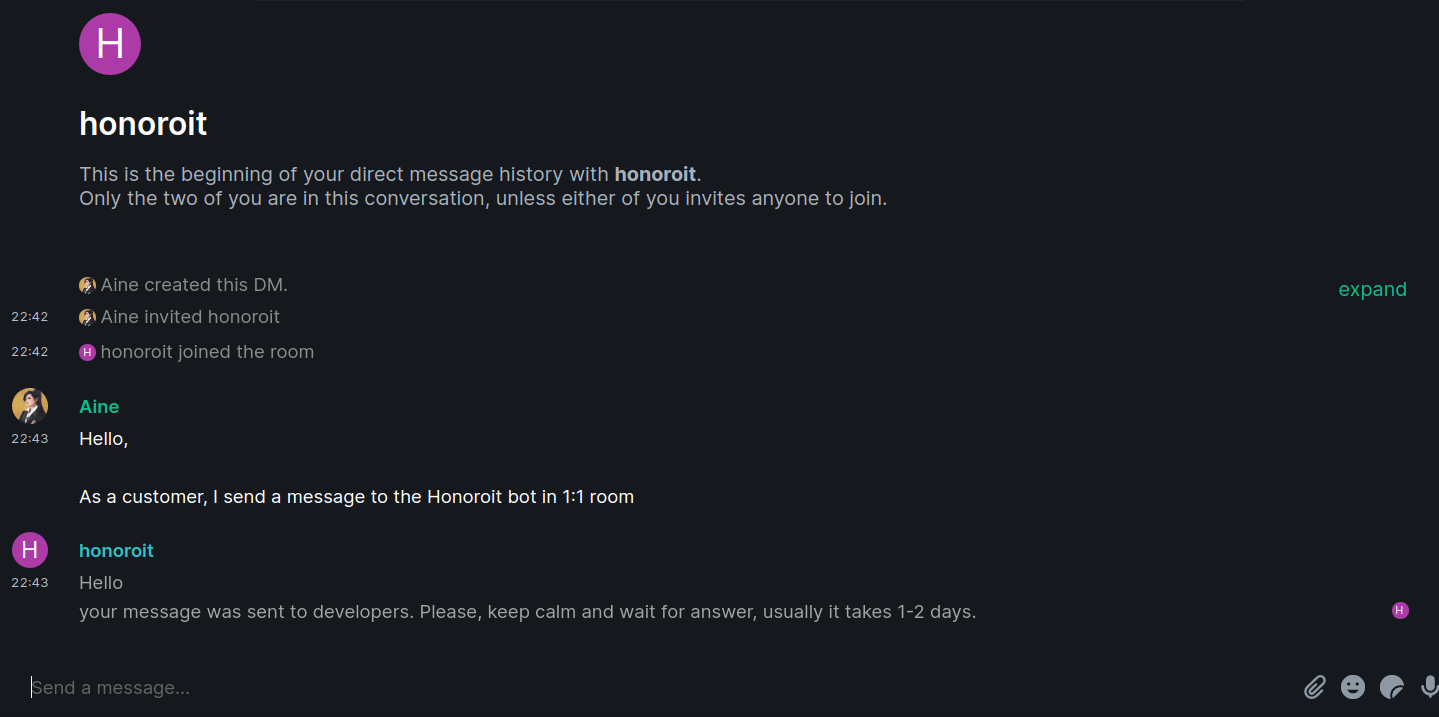 H
honoroit
This is the beginning of your direct message history with honoroit.
Only the two of you are in this conversation, unless either of you invites anyone to join.
Aine created this DM.
expand
22:42 Aine invited honoroit
22:42 H honoroit joined the room
Aine
22:43 Hello,
As a customer, I send a message to the Honoroit bot in 1:1 room
H honoroit
22:43 Hello
your message was sent to developers. Please, keep calm and wait for answer, usually it takes 1-2 days. H
Send a message...